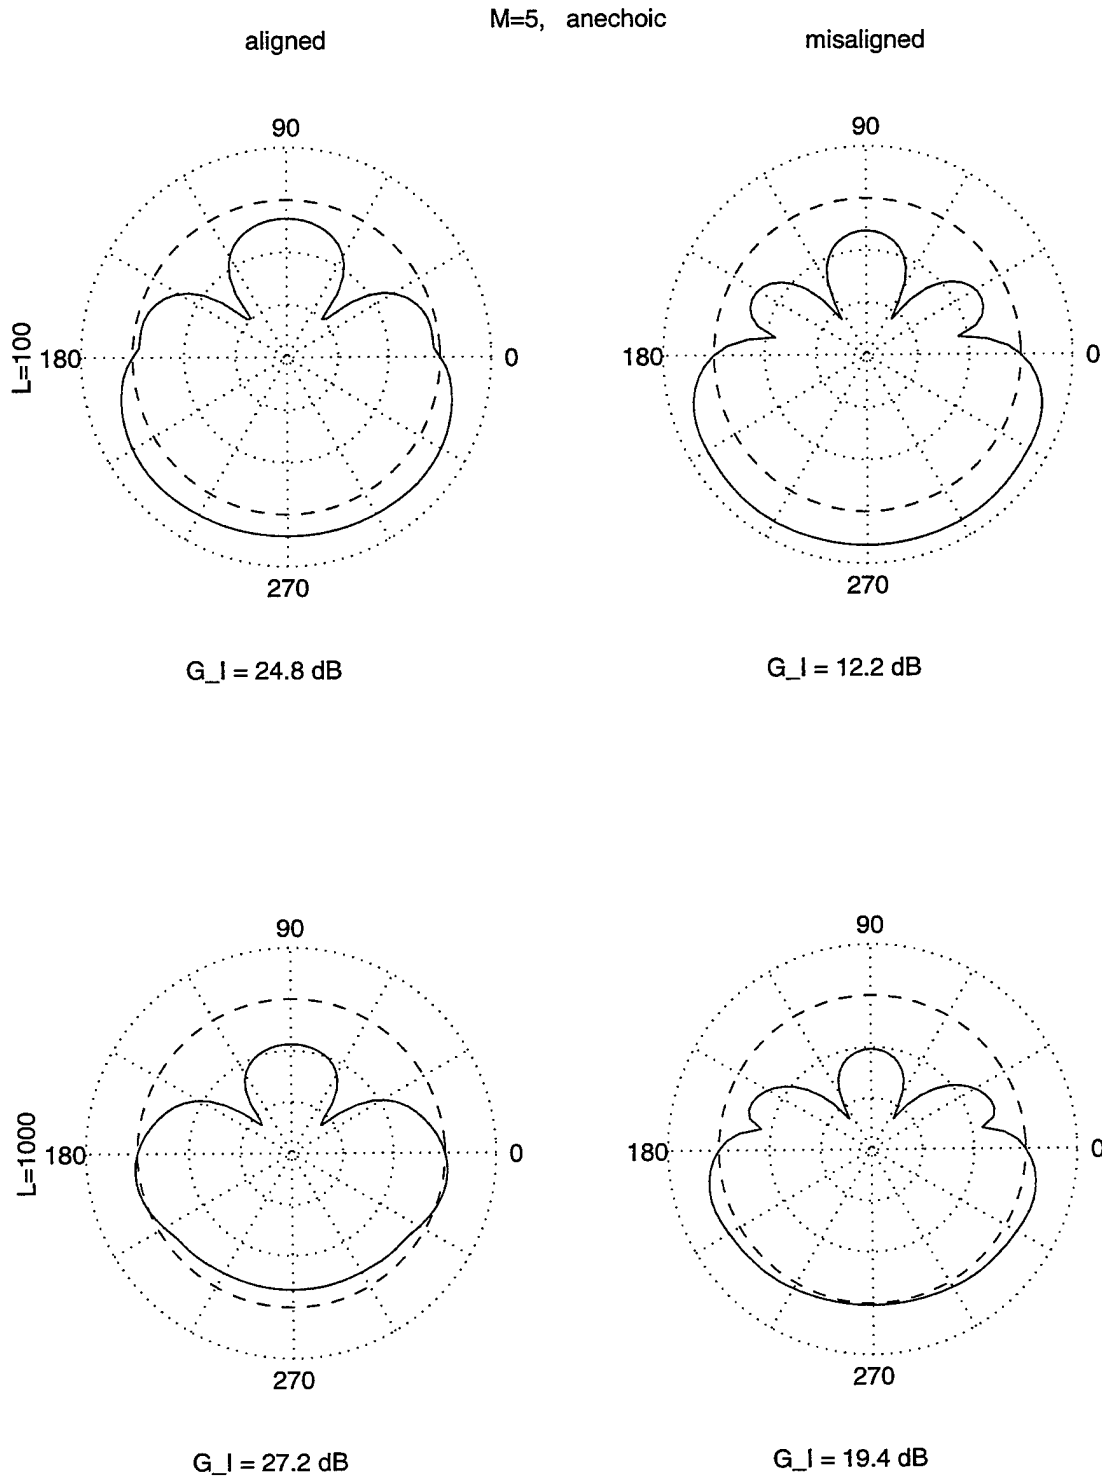 M=5, anechoic
aligned
misaligned
90
90
L=100
180
0
180
0
270
270
G_I = 24.8 dB
G_I = 12.2 dB
90
90
L=1000
180
0
180
0
270
270
G_I = 27.2 dB
G_I = 19.4 dB